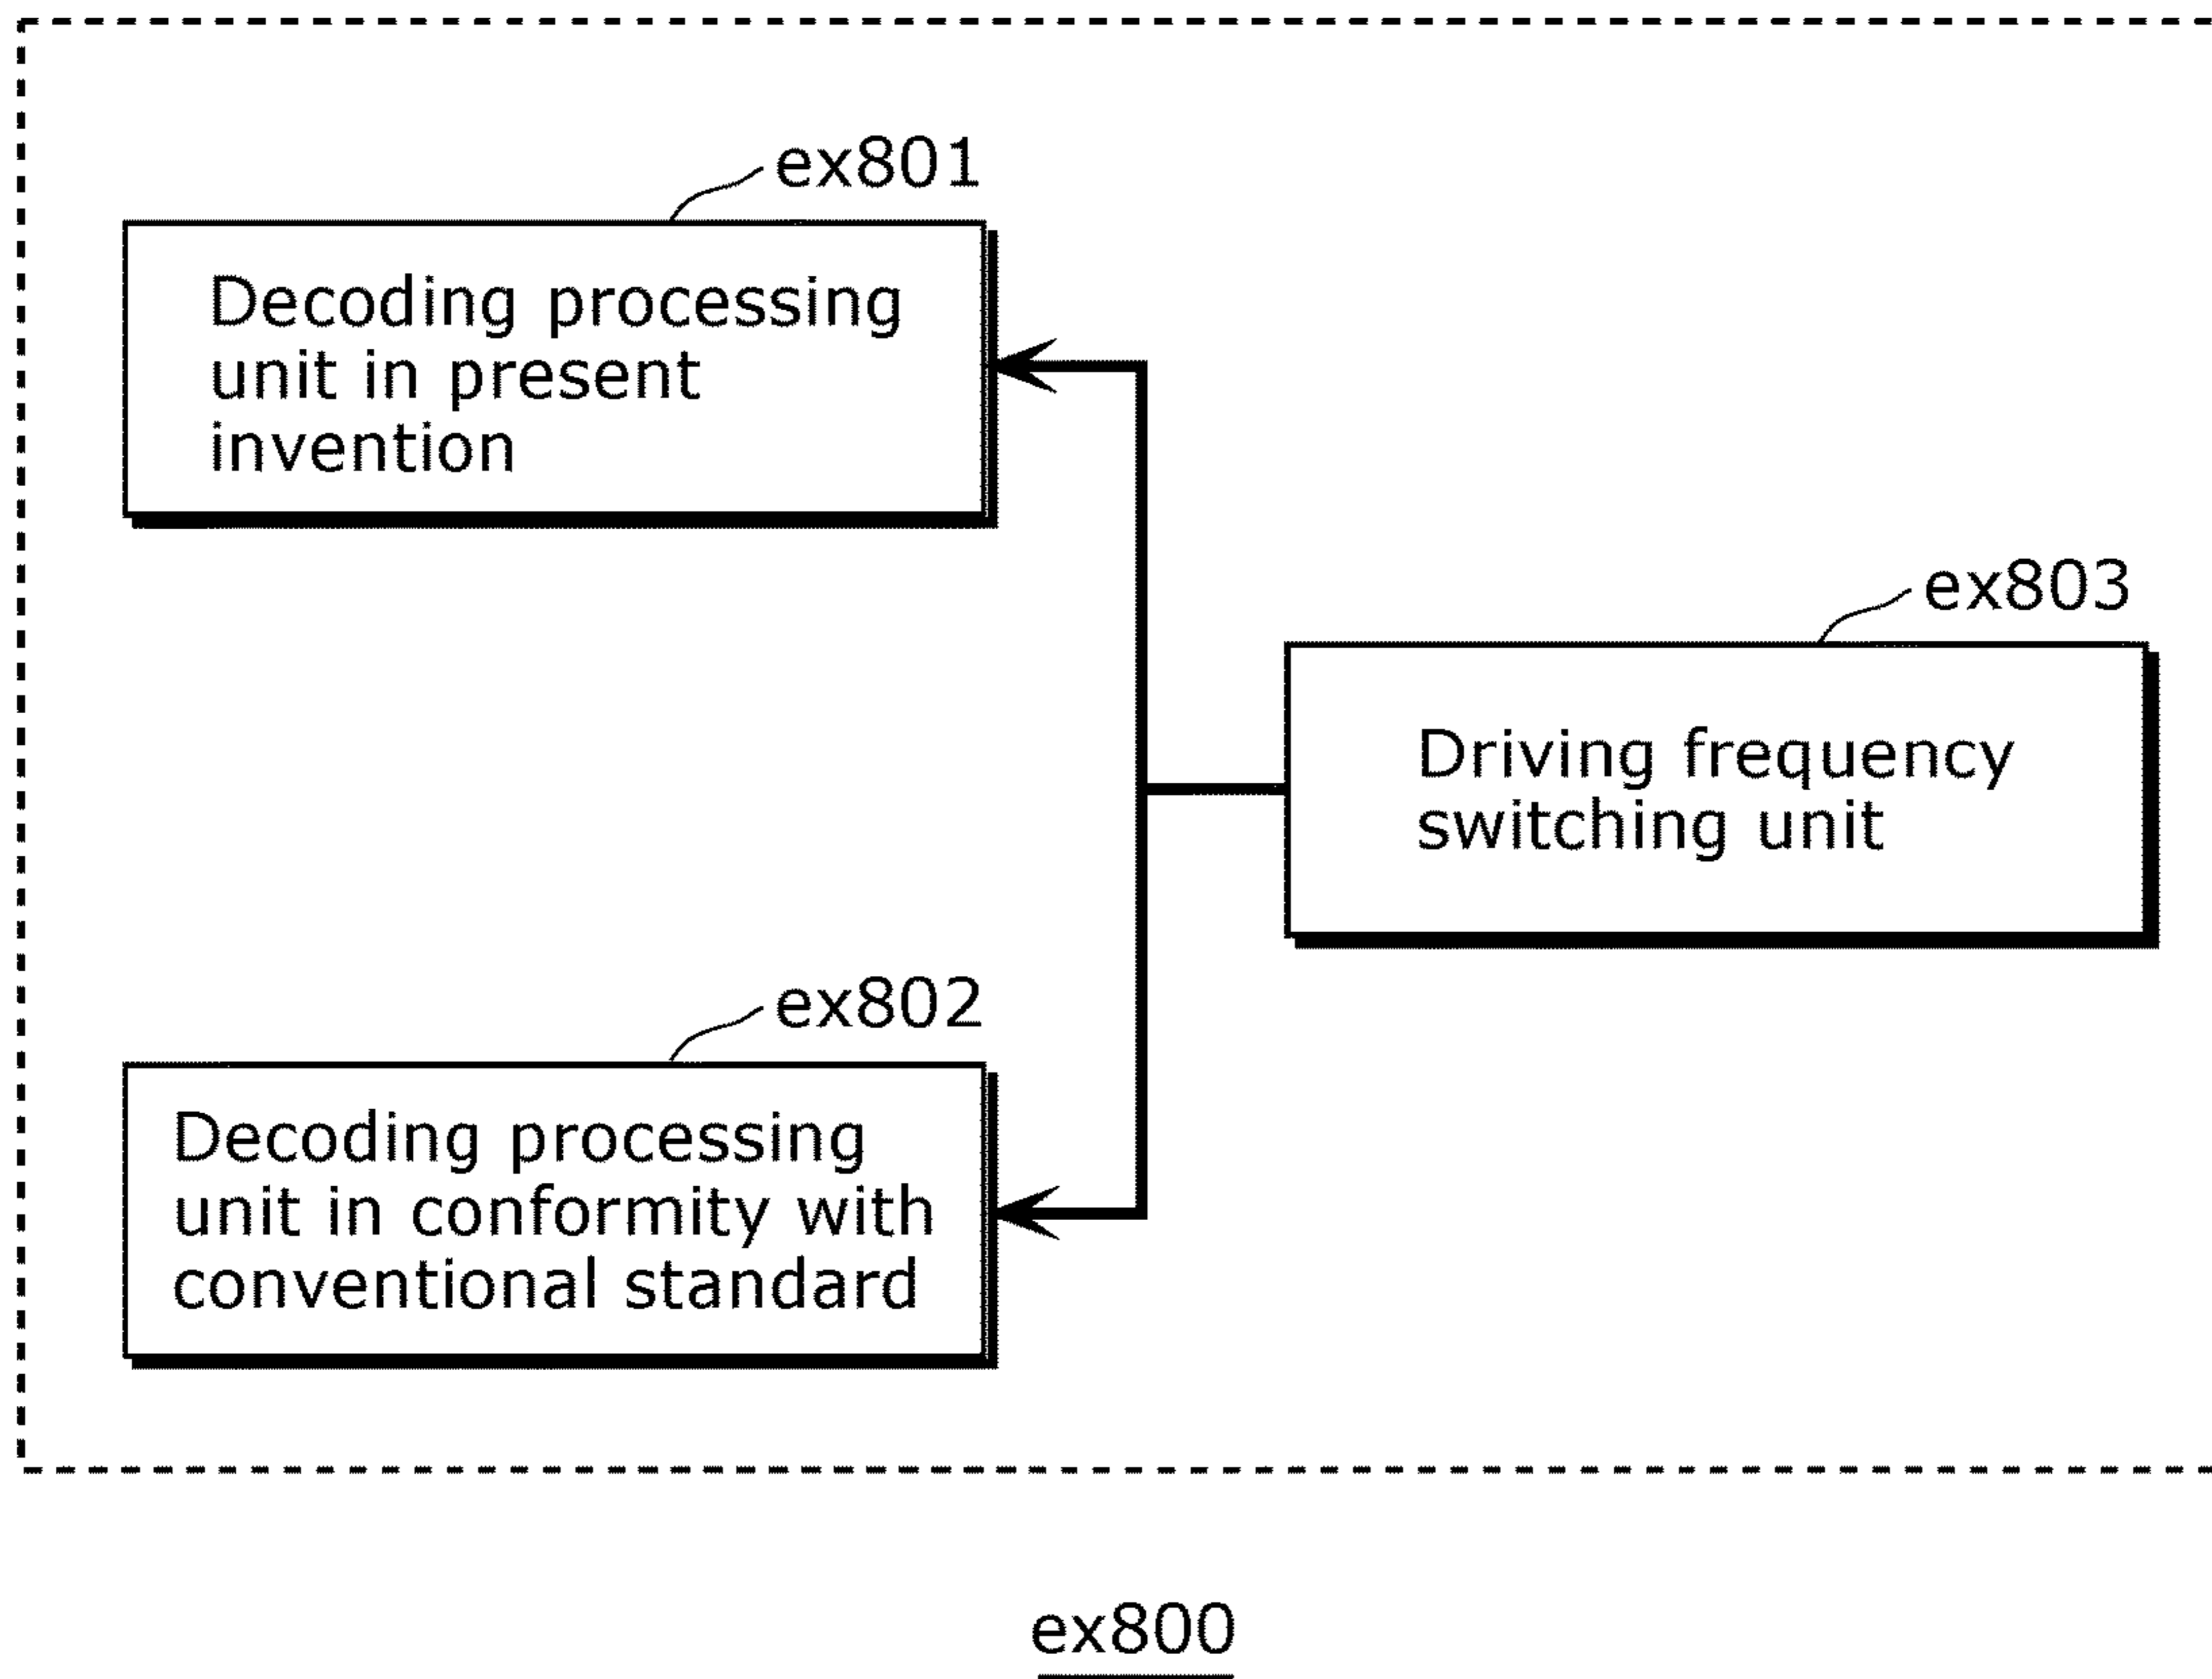 ex801
Decoding processing
unit in present
invention
ex803
Driving frequency
switching unit
ex802
Decoding processing
unit in conformity with
conventional standard
ex800